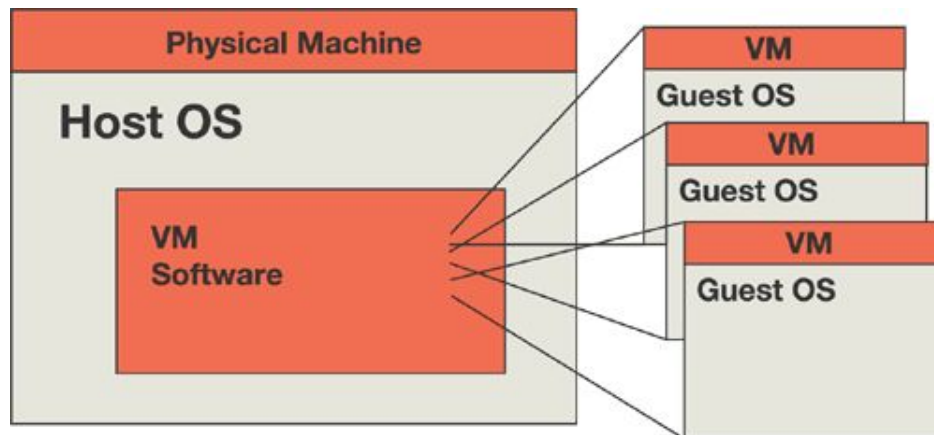 Physical Machine
Host OS
VM
Software
VM
Guest OS
VM
Guest OS
VM
Guest OS